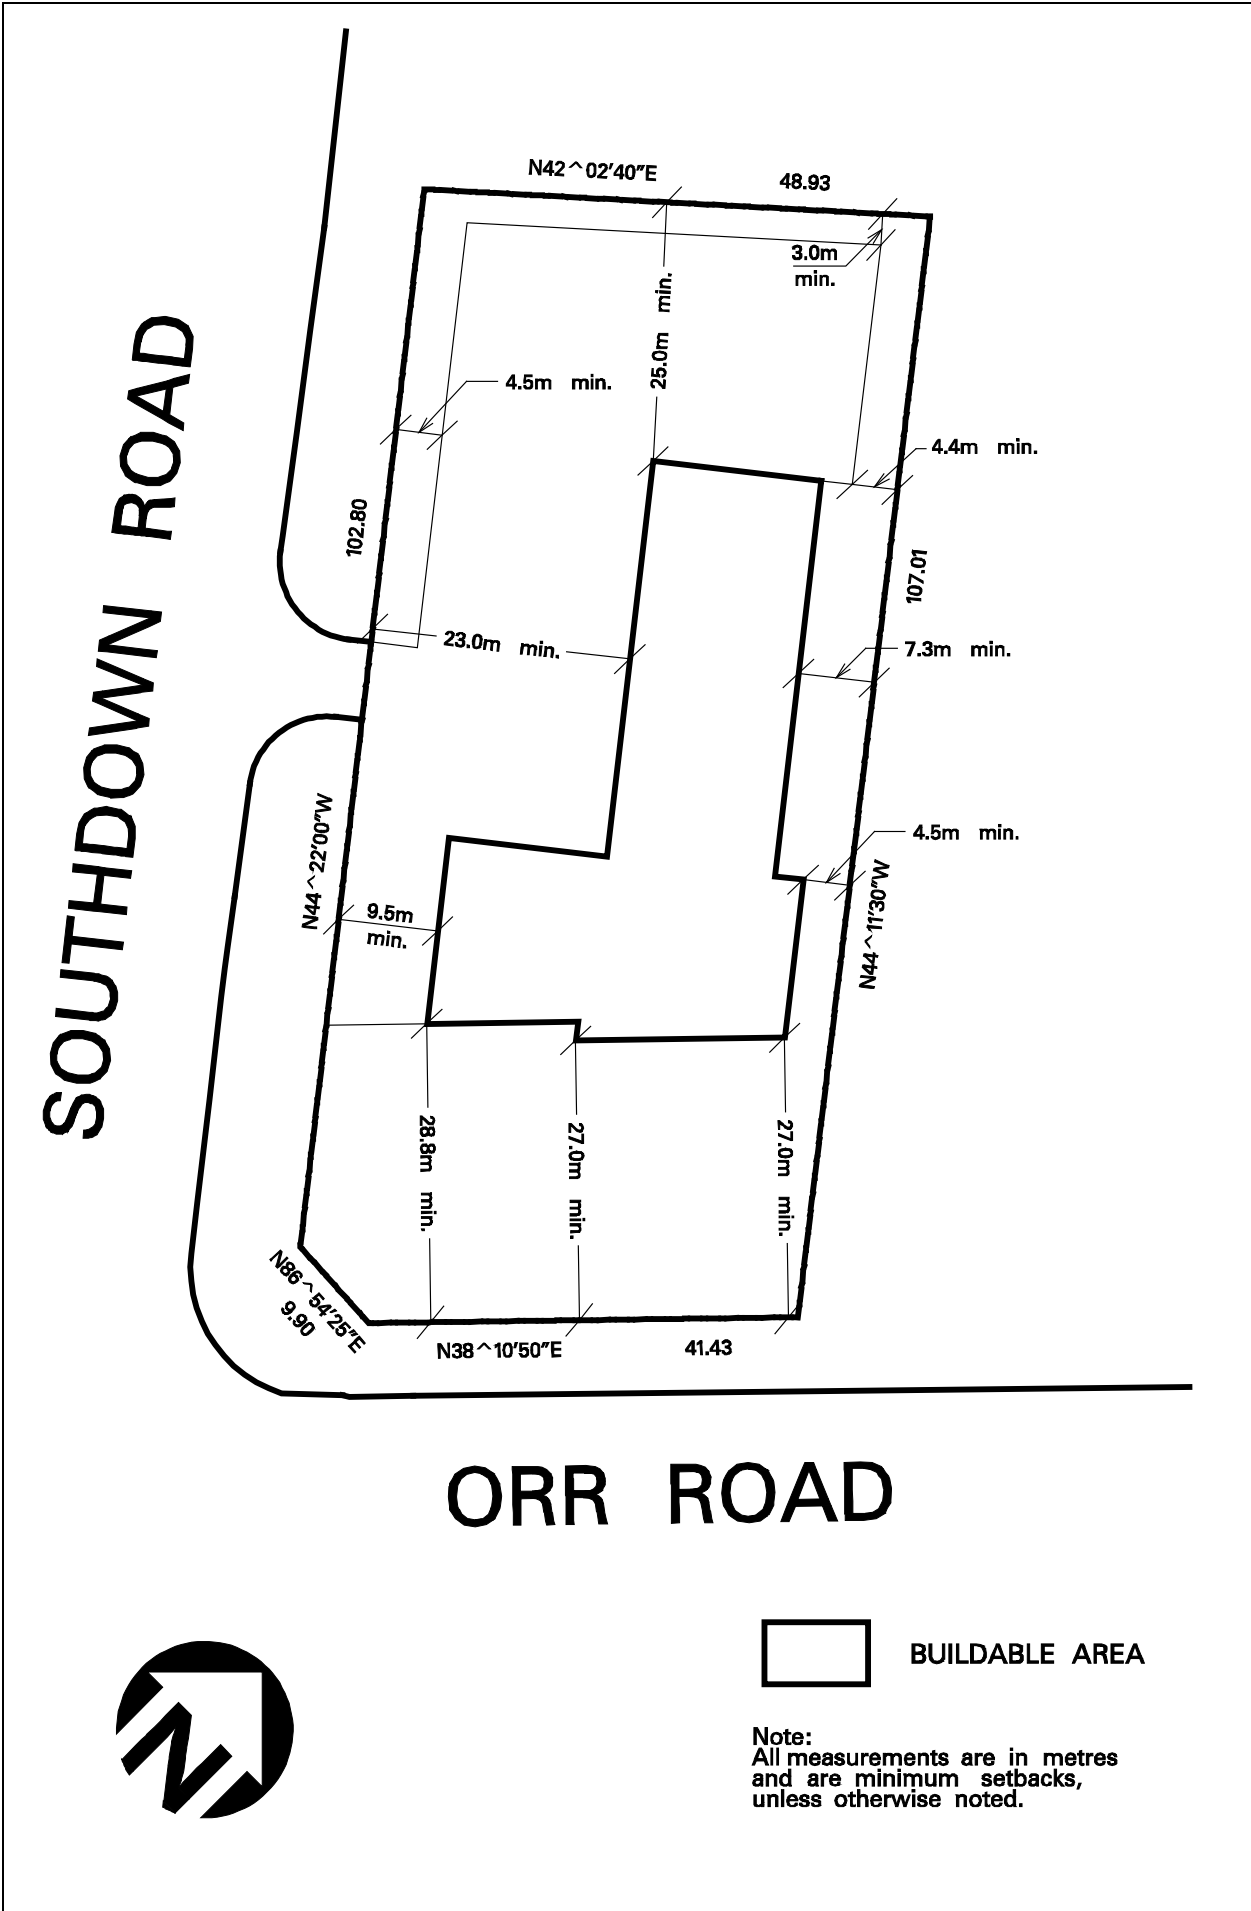 N42^02'40"E
48.93
3.0m
min.
25.0m min.
4.5m min.
4.4m min.
102.80
107.01
23.0m min.
7.3m min.
SOUTHDOWN ROAD
N44^22'00"W
4.5m min.
9.5m
min.
N44^11'30"W
28.8m min.
27.0m min.
27.0m min.
N86^54'25"E
9.90
N38^10'50"E
41.43
ORR ROAD
N
BUILDABLE AREA
Note:
All measurements are in metres
and are minimum setbacks,
unless otherwise noted.